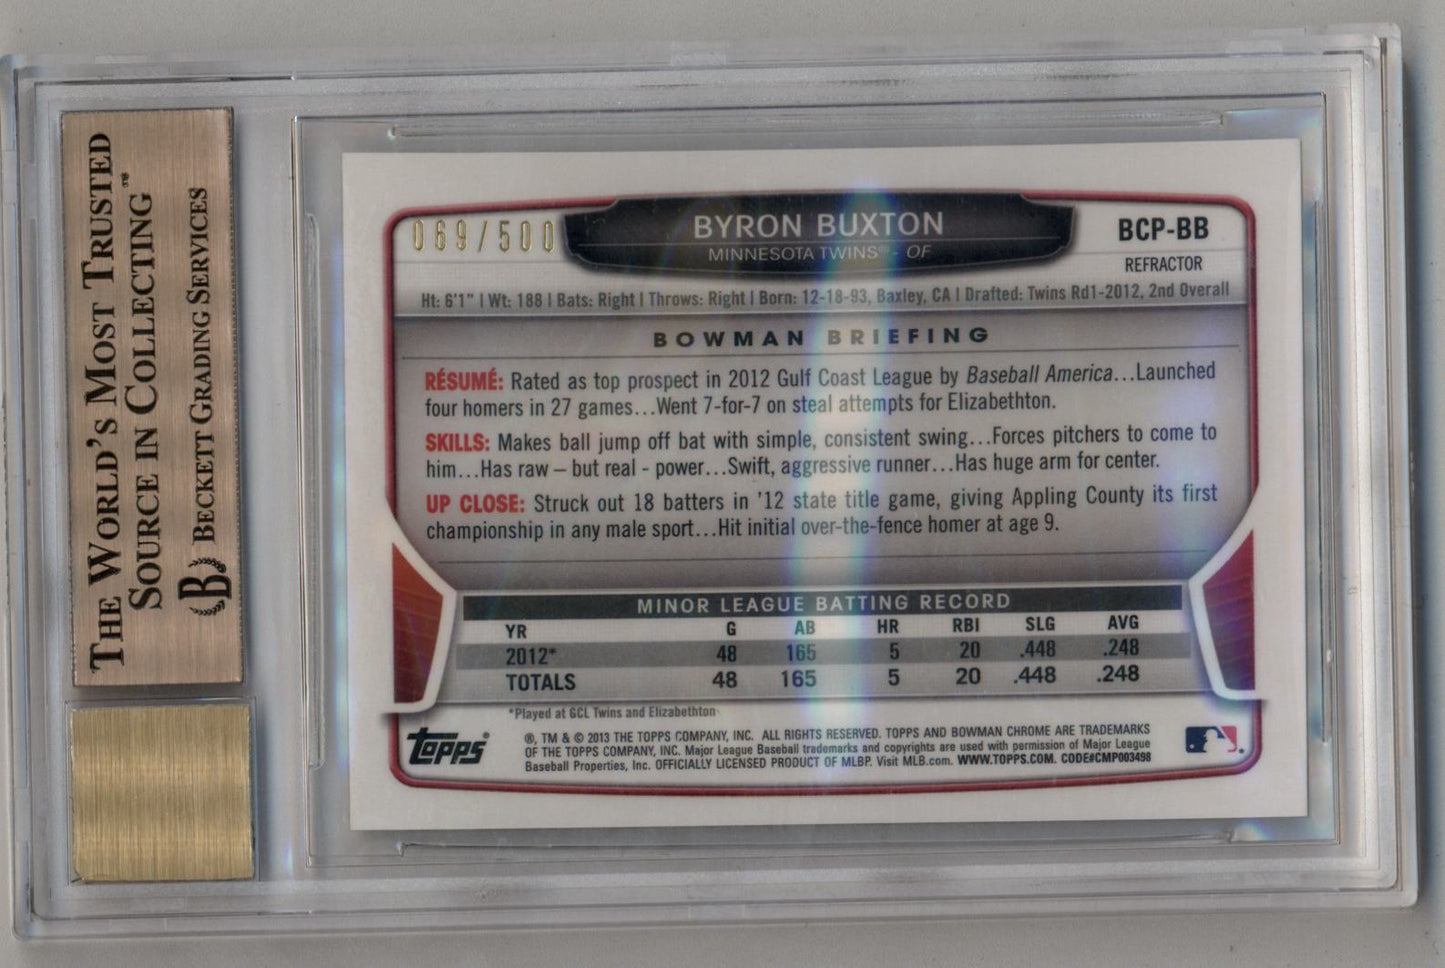 THE WORLD'S MOST TRUSTED
SOURCE IN COLLECTING™
B BECKETT GRADING SERVICES
069/500
BYRON BUXTON
MINNESOTA TWINS® - OF
BCP-BB
REFRACTOR
Ht: 6'1" | Wt: 188 | Bats: Right | Throws: Right | Born: 12-18-93, Baxley, CA | Drafted: Twins Rd1-2012, 2nd Overall
BOWMAN BRIEFING
RÉSUMÉ: Rated as top prospect in 2012 Gulf Coast League by Baseball America...Launched
four homers in 27 games...Went 7-for-7 on steal attempts for Elizabethton.
SKILLS: Makes ball jump off bat with simple, consistent swing...Forces pitchers to come to
him...Has raw – but real - power...Swift, aggressive runner...Has huge arm for center.
UP CLOSE: Struck out 18 batters in '12 state title game, giving Appling County its first
championship in any male sport...Hit initial over-the-fence homer at age 9.
MINOR LEAGUE BATTING RECORD
YR G AB HR RBI SLG AVG
2012* 48 165 5 20 .448 .248
TOTALS 48 165 5 20 .448 .248
*Played at GCL Twins and Elizabethton
Topps®
®, TM & © 2013 THE TOPPS COMPANY, INC. ALL RIGHTS RESERVED. TOPPS AND BOWMAN CHROME ARE TRADEMARKS
OF THE TOPPS COMPANY, INC. Major League Baseball trademarks and copyrights are used with permission of Major League
Baseball Properties, Inc. OFFICIALLY LICENSED PRODUCT OF MLBP. Visit MLB.com. WWW.TOPPS.COM. CODE#CMP003498